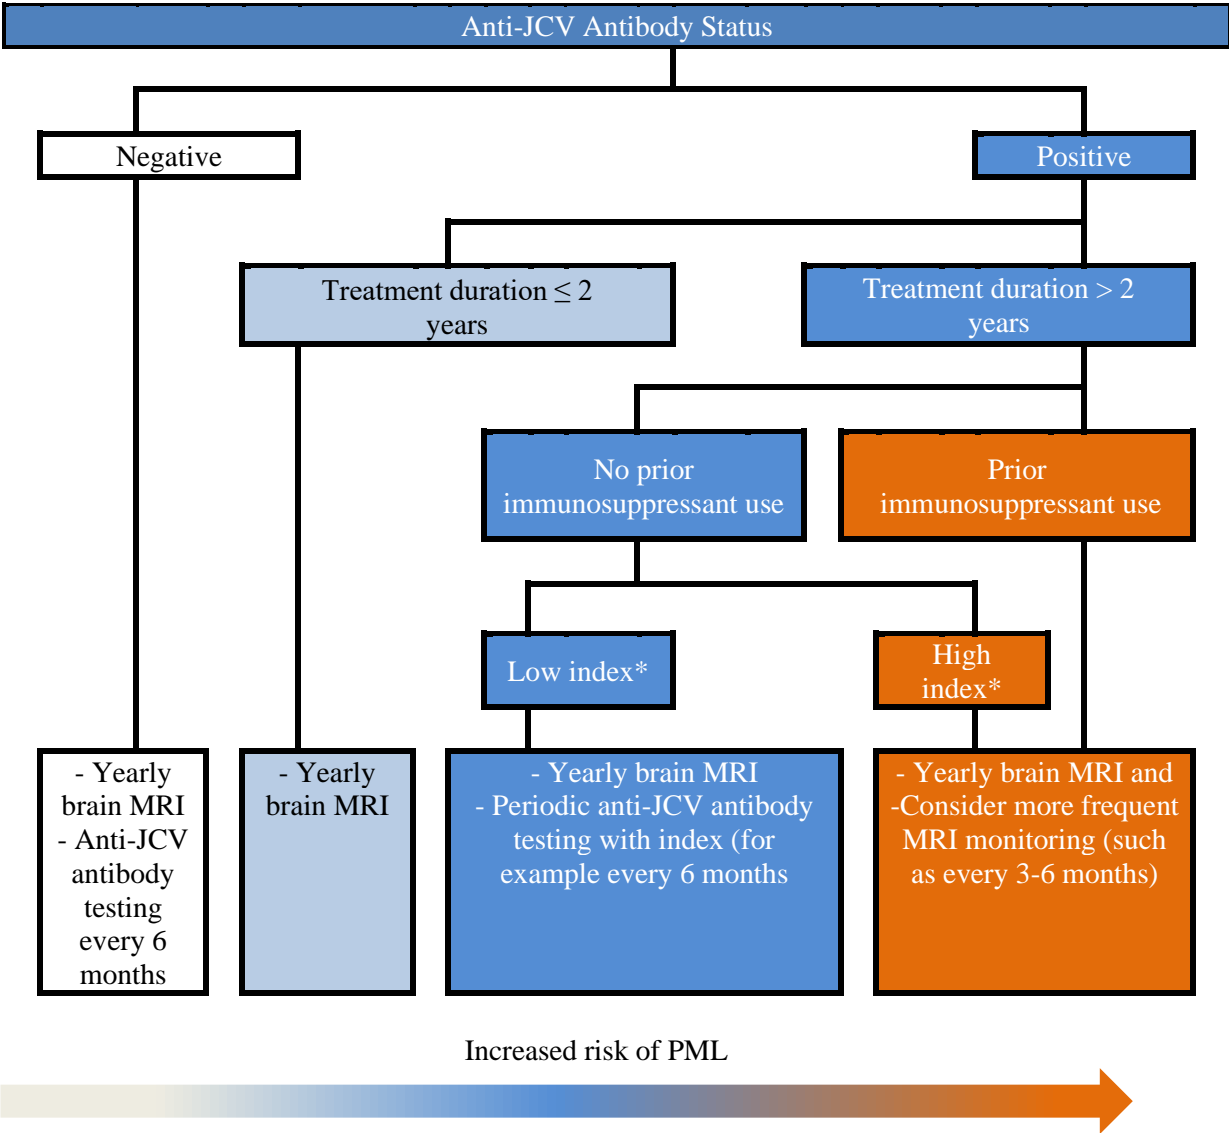 Anti-JCV Antibody Status
Negative
Positive
Treatment duration ≤ 2
years
Treatment duration > 2
years
No prior
immunosuppressant use
Prior
immunosuppressant use
Low index*
High
index*
- Yearly
brain MRI
- Anti-JCV
antibody
testing
every 6
months
- Yearly
brain MRI
- Yearly brain MRI
- Periodic anti-JCV antibody
testing with index (for
example every 6 months
- Yearly brain MRI and
-Consider more frequent
MRI monitoring (such
as every 3-6 months)
Increased risk of PML